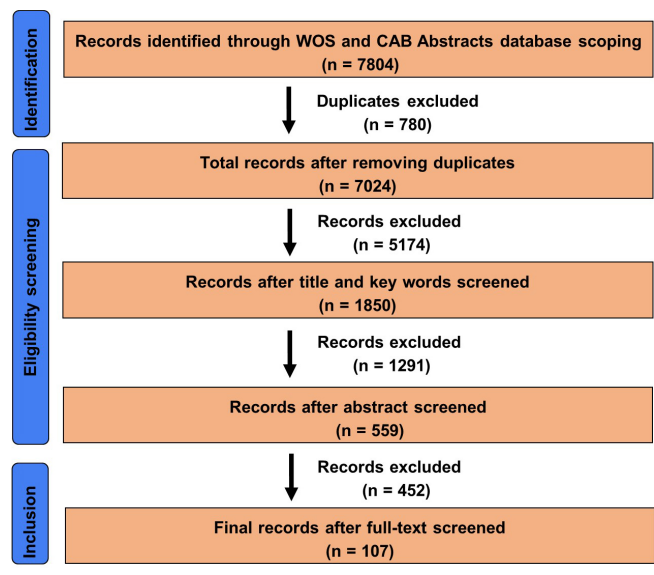 Identification
Records identified through WOS and CAB Abstracts database scoping
(n = 7804)
Duplicates excluded
(n = 780)
Eligibility screening
Total records after removing duplicates
(n = 7024)
Records excluded
(n = 5174)
Records after title and key words screened
(n = 1850)
Records excluded
(n = 1291)
Records after abstract screened
(n = 559)
Records excluded
(n = 452)
Inclusion
Final records after full-text screened
(n = 107)